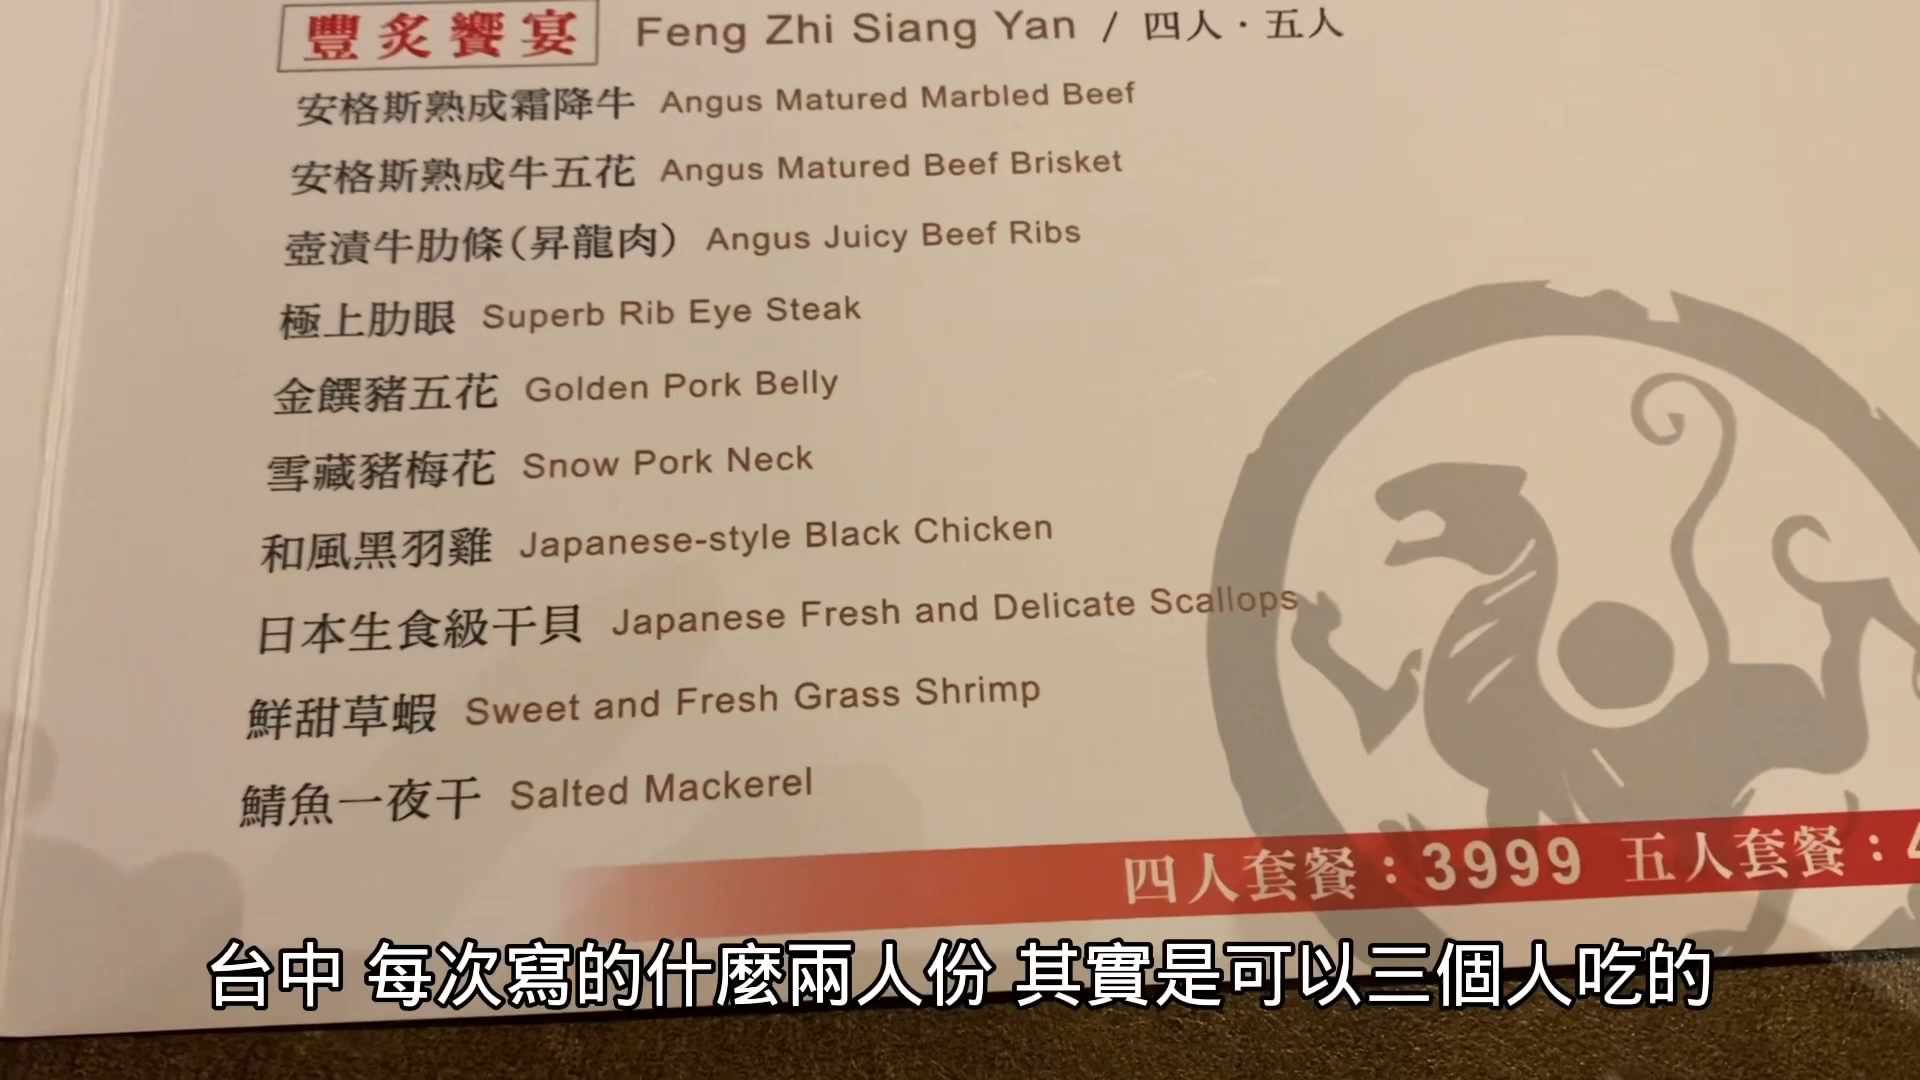 豐炙饗宴 Feng Zhi Siang Yan / 四人·五人
安格斯熟成霜降牛 Angus Matured Marbled Beef
安格斯熟成牛五花 Angus Matured Beef Brisket
壺漬牛肋條(昇龍肉) Angus Juicy Beef Ribs
極上肋眼 Superb Rib Eye Steak
金饌豬五花 Golden Pork Belly
雪藏豬梅花 Snow Pork Neck
和風黑羽雞 Japanese-style Black Chicken
日本生食級干貝 Japanese Fresh and Delicate Scallops
鮮甜草蝦 Sweet and Fresh Grass Shrimp
鯖魚一夜干 Salted Mackerel
四人套餐:3999 五人套餐:4
台中 每次寫的什麼兩人份 其實是可以三個人吃的